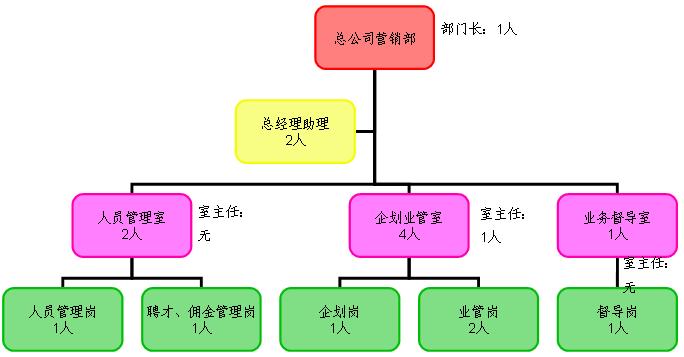 总公司营销部
部门长：1人
总经理助理
2人
人员管理室
2人
室主任：
无
企划业管室
4人
室主任：
1人
业务督导室
1人
室主任：
无
人员管理岗
1人
聘才、佣金管理岗
1人
企划岗
1人
业管岗
2人
督导岗
1人